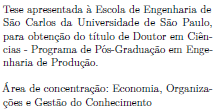 Tese apresentada à Escola de Engenharia de
São Carlos da Universidade de São Paulo,
para obtenção do título de Doutor em Ciên-
cias - Programa de Pós-Graduação em Enge-
nharia de Produção.
Área de concentração: Economia, Organiza-
ções e Gestão do Conhecimento